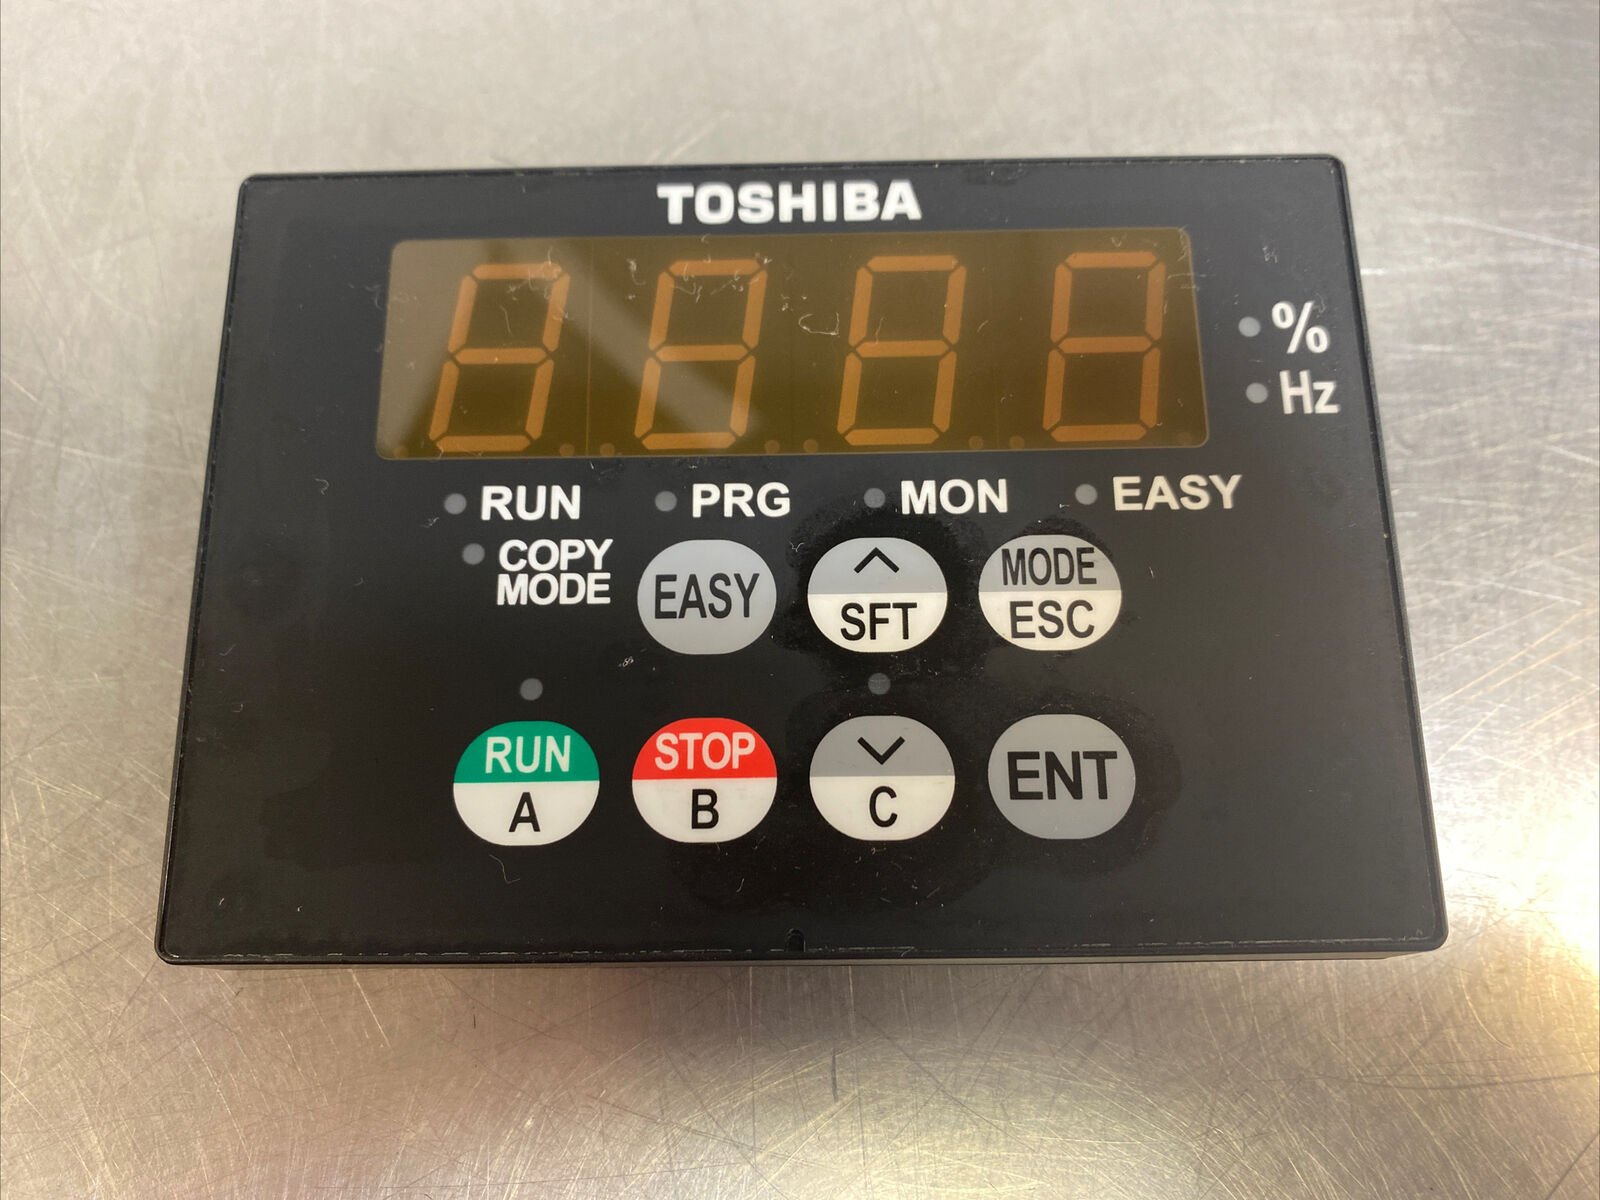 TOSHIBA
%
Hz
RUN PRG MON EASY
COPY
MODE
EASY
SFT
MODE
ESC
RUN
A
STOP
B
C
ENT